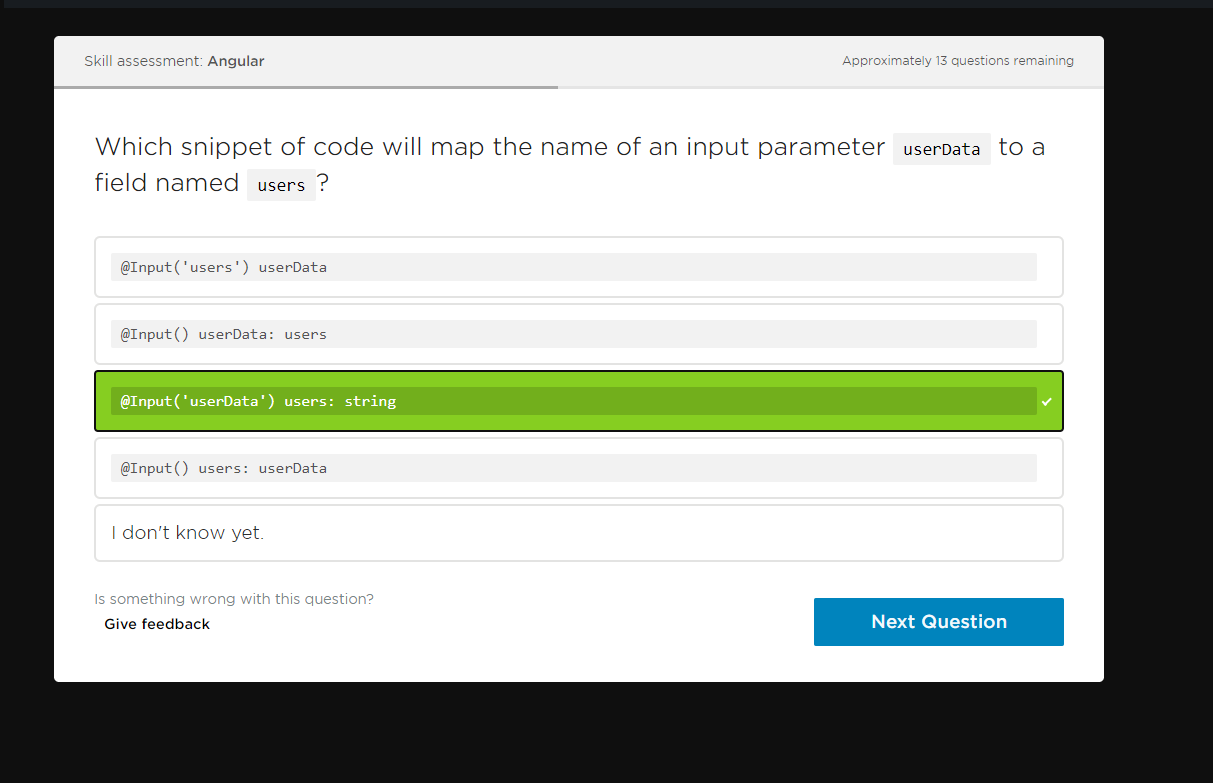 Skill assessment: Angular
Approximately 13 questions remaining
Which snippet of code will map the name of an input parameter userData to a
field named users ?
@Input('users') userData
@Input() userData: users
@Input('userData') users: string
@Input() users: userData
I don't know yet.
Is something wrong with this question?
Give feedback
Next Question